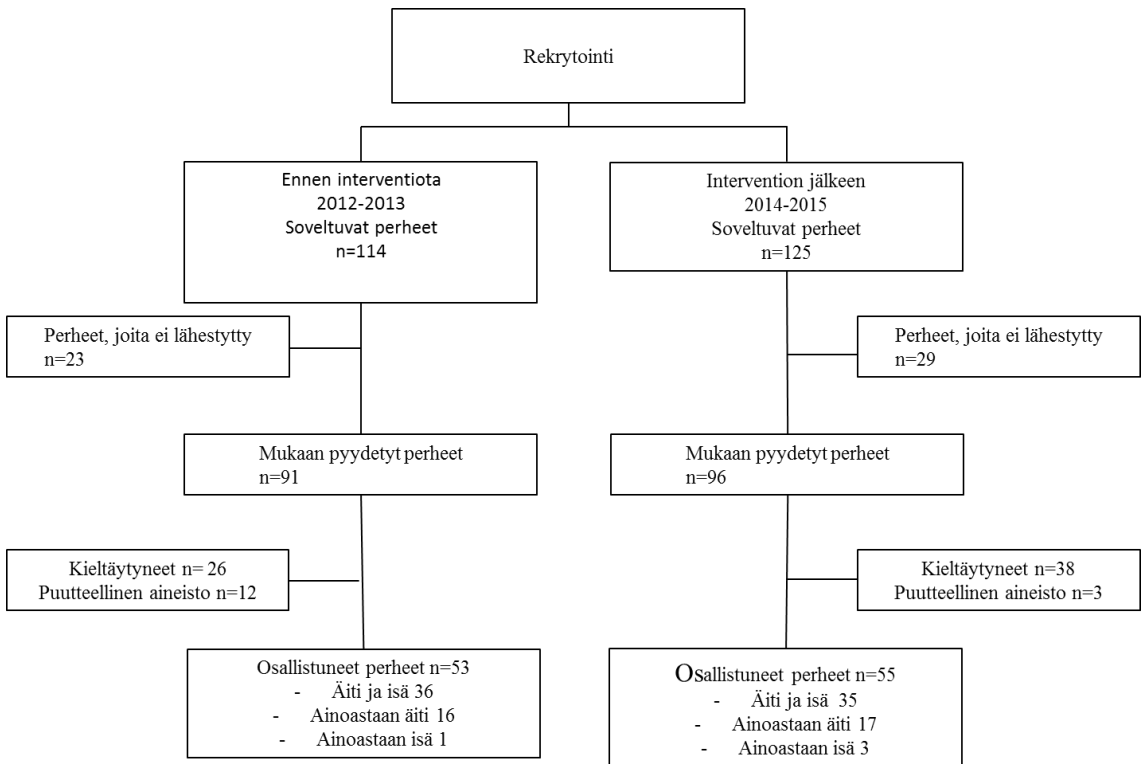 Rekrytointi
Ennen interventiota
2012-2013
Soveltuvat perheet
n=114
Intervention jälkeen
2014-2015
Soveltuvat perheet
n=125
Perheet, joita ei lähestytty
n=23
Perheet, joita ei lähestytty
n=29
Mukaan pyydetyt perheet
n=91
Mukaan pyydetyt perheet
n=96
Kieltäytyneet n= 26
Puutteellinen aineisto n=12
Kieltäytyneet n=38
Puutteellinen aineisto n=3
Osallistuneet perheet n=53
- Äiti ja isä 36
- Ainoastaan äiti 16
- Ainoastaan isä 1
Osallistuneet perheet n=55
- Äiti ja isä 35
- Ainoastaan äiti 17
- Ainoastaan isä 3